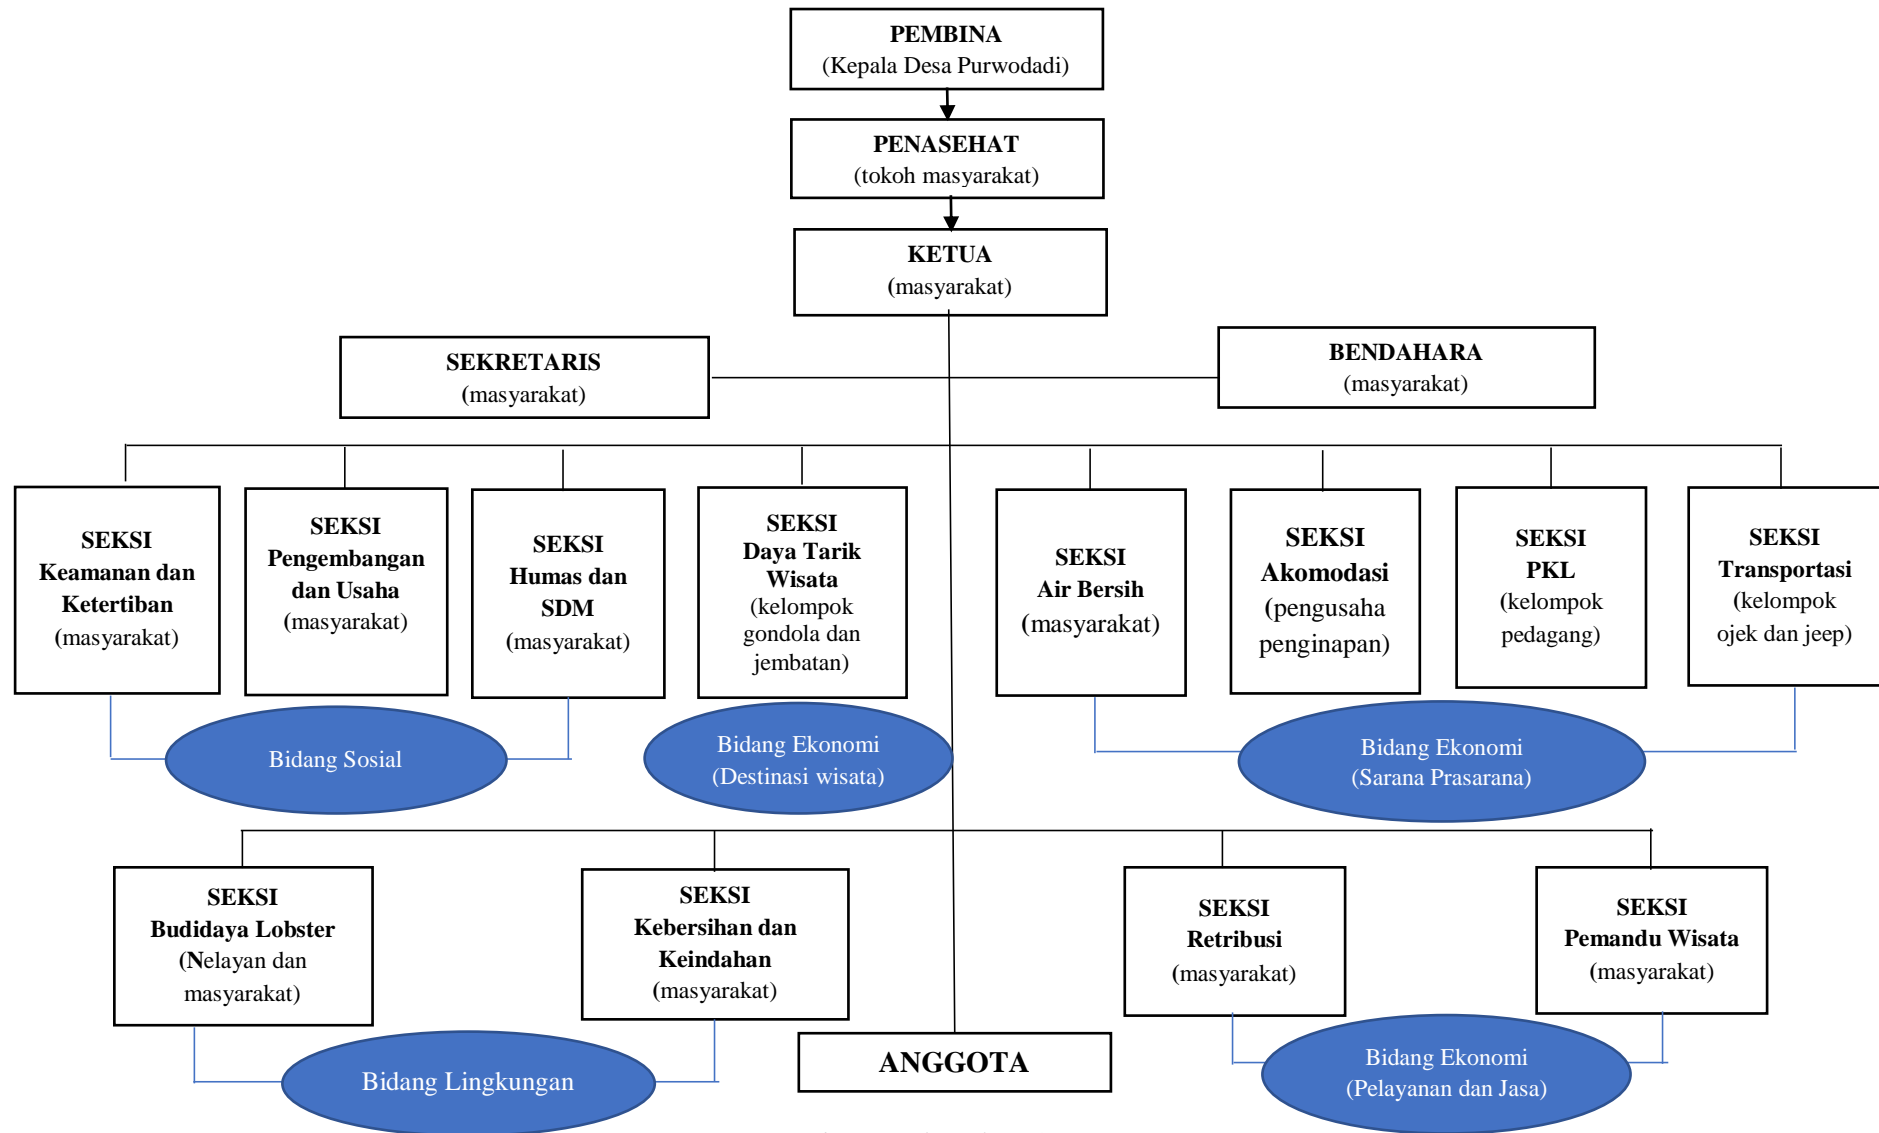 PEMBINA
(Kepala Desa Purwodadi)
PENASEHAT
(tokoh masyarakat)
KETUA
(masyarakat)
SEKRETARIS
(masyarakat)
BENDAHARA
(masyarakat)
SEKSI
Keamanan dan
Ketertiban
(masyarakat)
SEKSI
Pengembangan
dan Usaha
(masyarakat)
SEKSI
Humas dan
SDM
(masyarakat)
SEKSI
Daya Tarik
Wisata
(kelompok
gondola dan
jembatan)
SEKSI
Air Bersih
(masyarakat)
SEKSI
Akomodasi
(pengusaha
penginapan)
SEKSI
PKL
(kelompok
pedagang)
SEKSI
Transportasi
(kelompok
ojek dan jeep)
Bidang Sosial
Bidang Ekonomi
(Destinasi wisata)
Bidang Ekonomi
(Sarana Prasarana)
SEKSI
Budidaya Lobster
(Nelayan dan
masyarakat)
SEKSI
Kebersihan dan
Keindahan
(masyarakat)
SEKSI
Retribusi
(masyarakat)
SEKSI
Pemandu Wisata
(masyarakat)
Bidang Lingkungan
ANGGOTA
Bidang Ekonomi
(Pelayanan dan Jasa)